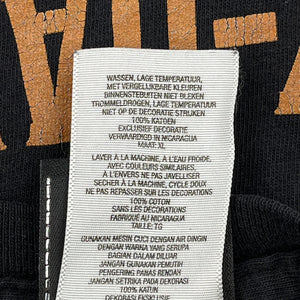 WASSEN, LAGE TEMPERATUUR,
MET VERGELIJKBARE KLEUREN
BINNENSTEBUITEN NIET BLEKEN
TROMMELDROGEN, LAGE TEMPERATUUR
NIET OP DE DECORATIE STRIJKEN
100% KATOEN
EXCLUSIEF DECORATIE
VERVAARDIGD IN NICARAGUA
MAAT: XL
LAVER À LA MACHINE, À L'EAU FROIDE,
AVEC COULEURS SIMILAIRES,
À L'ENVERS NE PAS JAVELLISER
SÉCHER À LA MACHINE, CYCLE DOUX
NE PAS REPASSER SUR LES DECORATIONS
100% COTON
SANS LES DÉCORATIONS
FABRIQUÉ AU NICARAGUA
TAILLE: TG
GUNAKAN MESIN CUCI DENGAN AIR DINGIN
DENGAN WARNA YANG SERUPA
BAGIAN DALAM DILUAR
JANGAN GUNAKAN PEMUTIH
PENGERING PANAS RENDAH
JANGAN SETRIKA PADA DEKORASI
100% KATUN